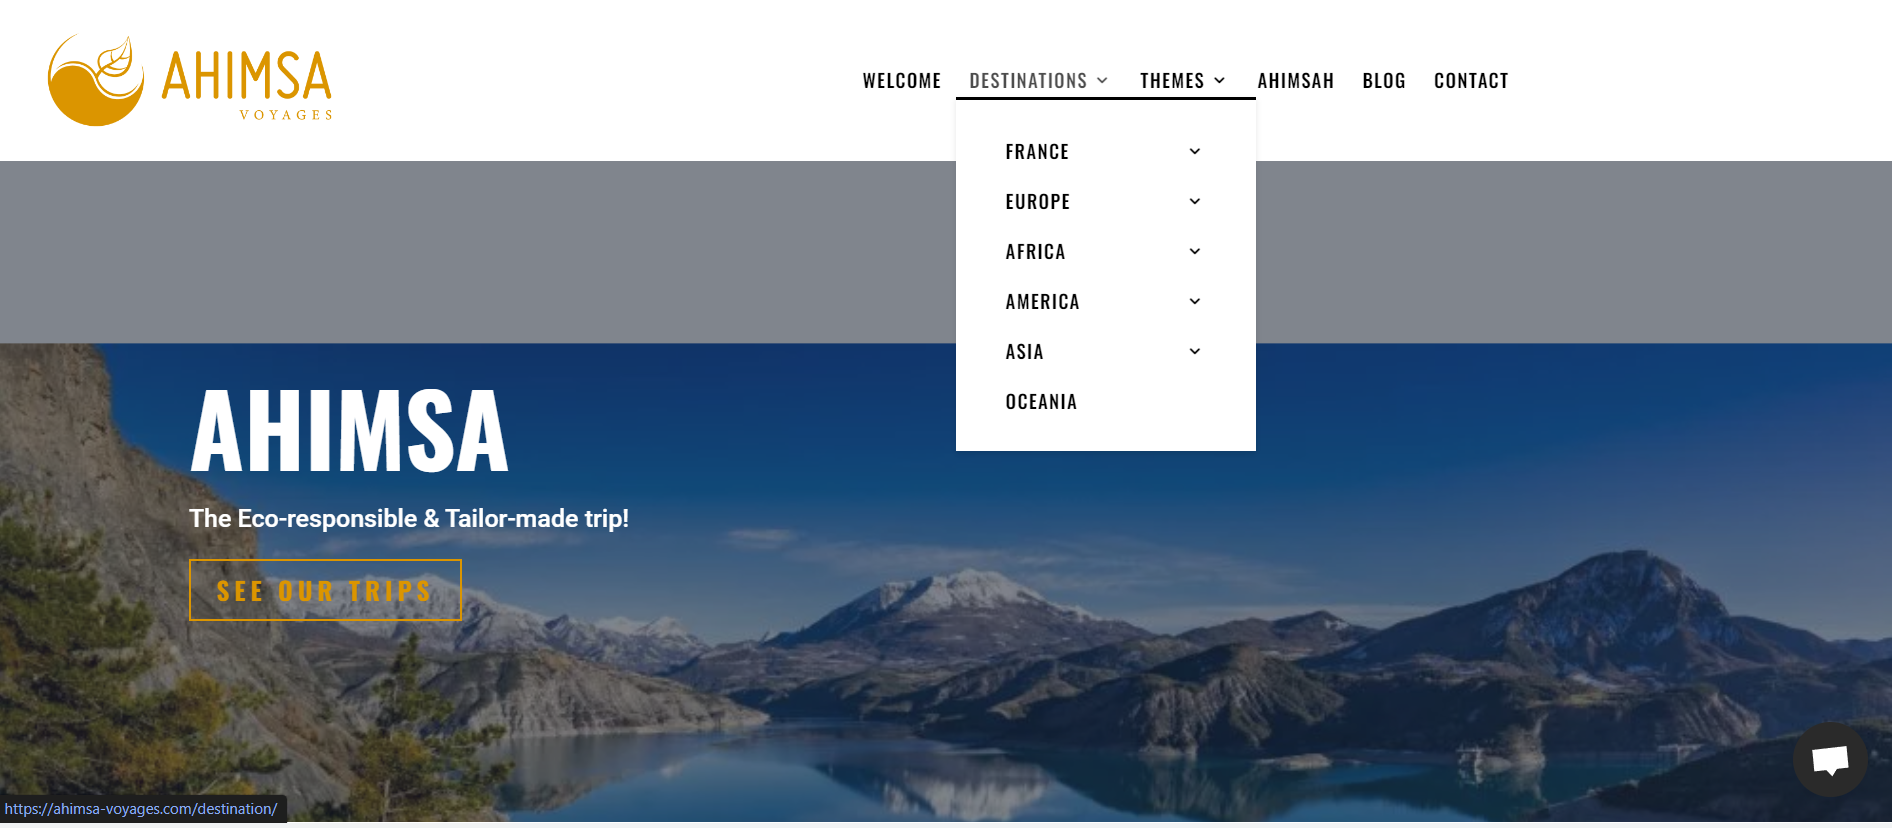 AHIMSA
VOYAGES
WELCOME DESTINATIONS THEMES AHIMSAH BLOG CONTACT
FRANCE
EUROPE
AFRICA
AMERICA
ASIA
OCEANIA
AHIMSA
The Eco-responsible & Tailor-made trip!
SEE OUR TRIPS
https://ahimsa-voyages.com/destination/